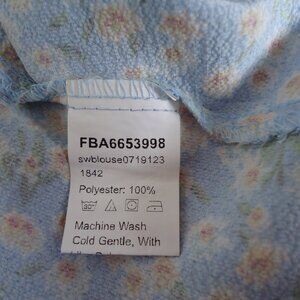 FBA6653998
swblouse0719123
1842
Polyester: 100%
Machine Wash
Cold Gentle, With